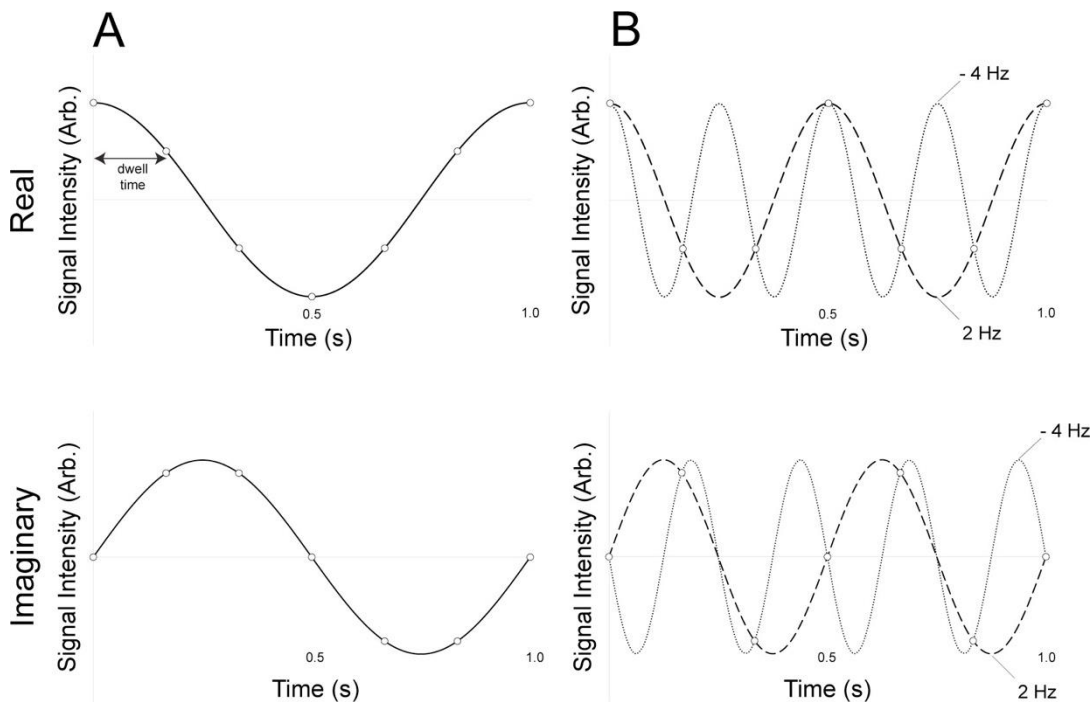 A
B
Real
Signal Intensity (Arb.)
dwell
time
0.5
1.0
Time (s)
Signal Intensity (Arb.)
- 4 Hz
2 Hz
0.5
1.0
Time (s)
Imaginary
Signal Intensity (Arb.)
0.5
1.0
Time (s)
Signal Intensity (Arb.)
- 4 Hz
0.5
1.0
2 Hz
Time (s)